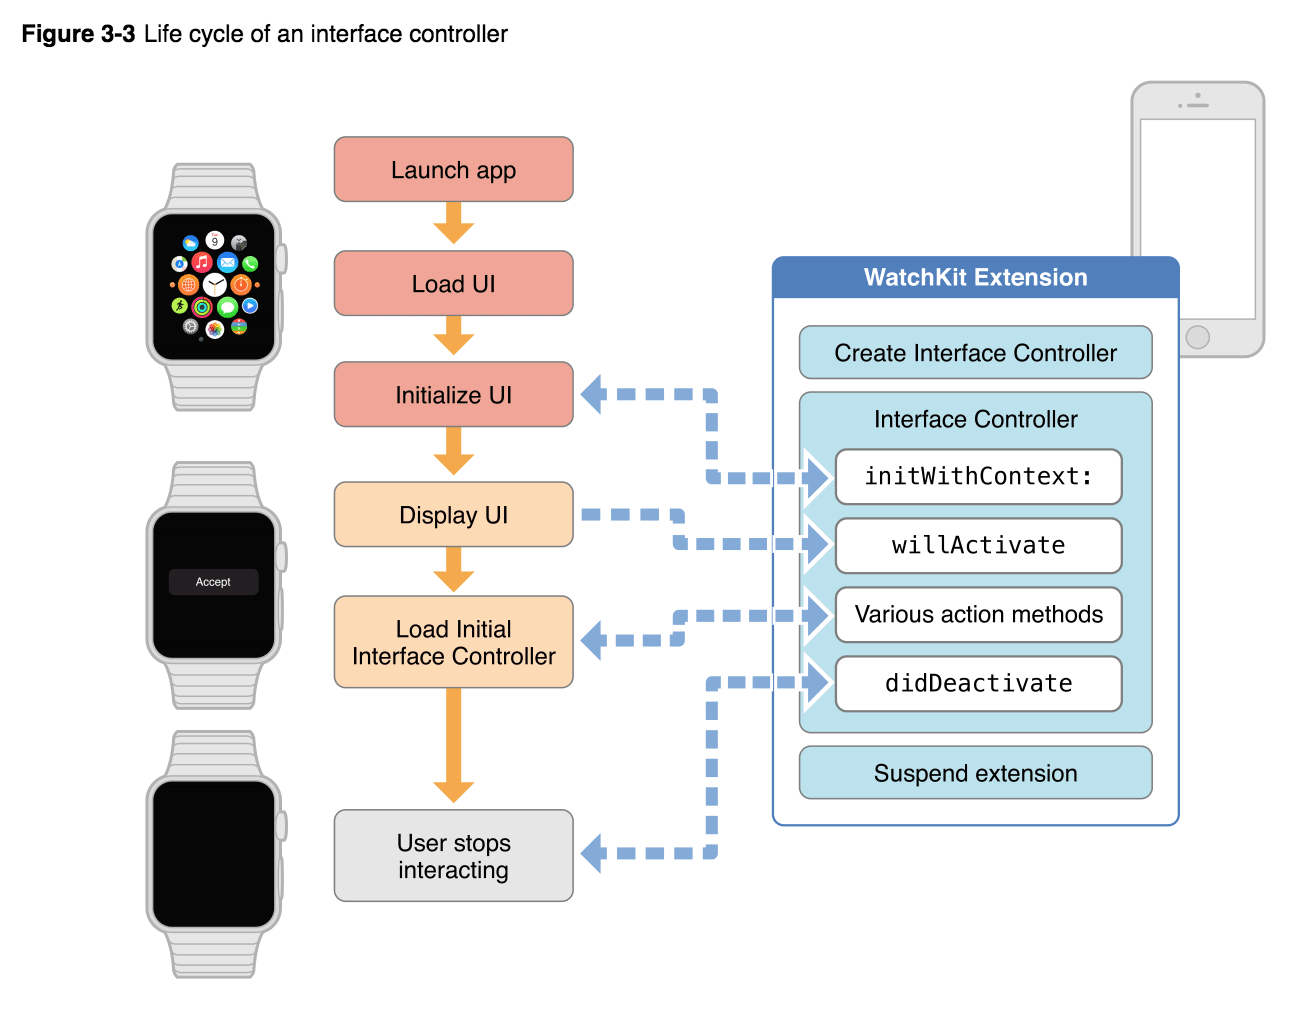 Figure 3-3 Life cycle of an interface controller
Launch app
Load UI
Initialize UI
Display UI
Load Initial
Interface Controller
User stops
interacting
9
Accept
WatchKit Extension
Create Interface Controller
Interface Controller
initWithContext:
willActivate
Various action methods
didDeactivate
Suspend extension